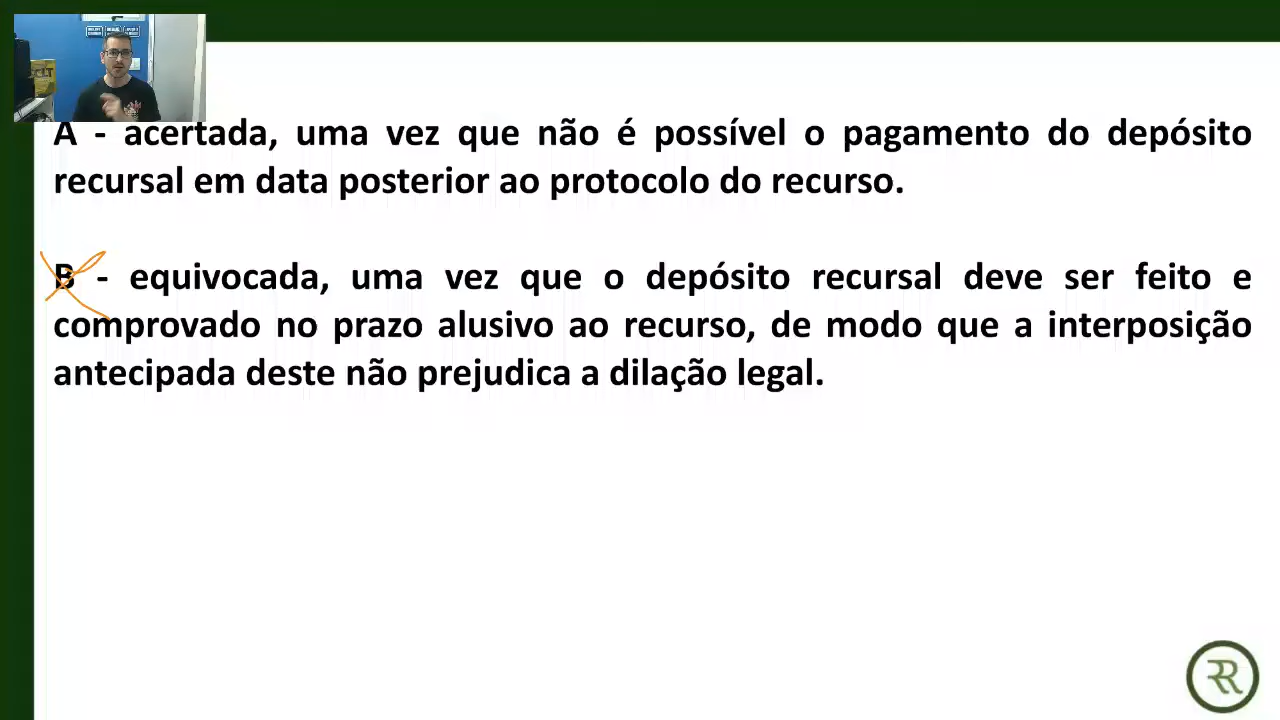 A - acertada, uma vez que não é possível o pagamento do depósito
recursal em data posterior ao protocolo do recurso.
B - equivocada, uma vez que o depósito recursal deve ser feito e
comprovado no prazo alusivo ao recurso, de modo que a interposição
antecipada deste não prejudica a dilação legal.